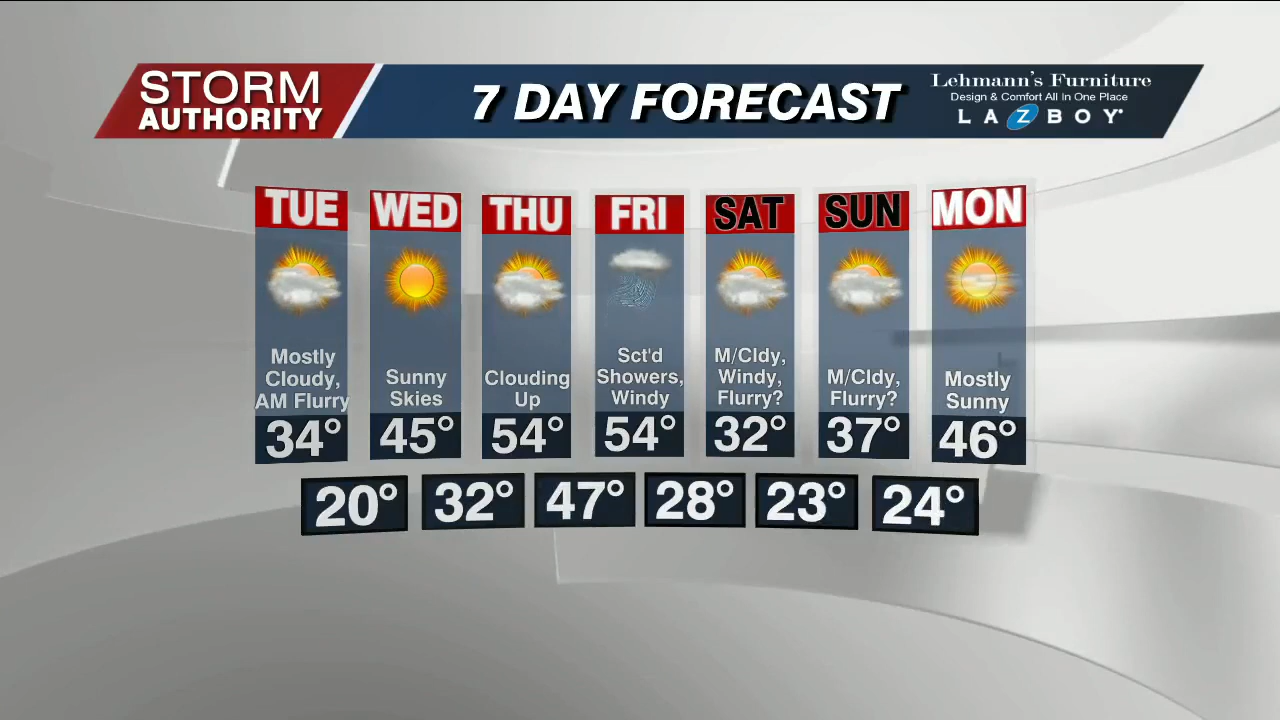 STORM
AUTHORITY
7 DAY FORECAST
Lehmann's Furniture
Design & Comfort All In One Place
LA Z BOY®
TUE
Mostly
Cloudy,
AM Flurry
34°
WED
Sunny
Skies
45°
THU
Clouding
Up
54°
FRI
Sct'd
Showers,
Windy
54°
SAT
M/Cldy,
Windy,
Flurry?
32°
SUN
M/Cldy,
Flurry?
37°
MON
Mostly
Sunny
46°
20° 32° 47° 28° 23° 24°